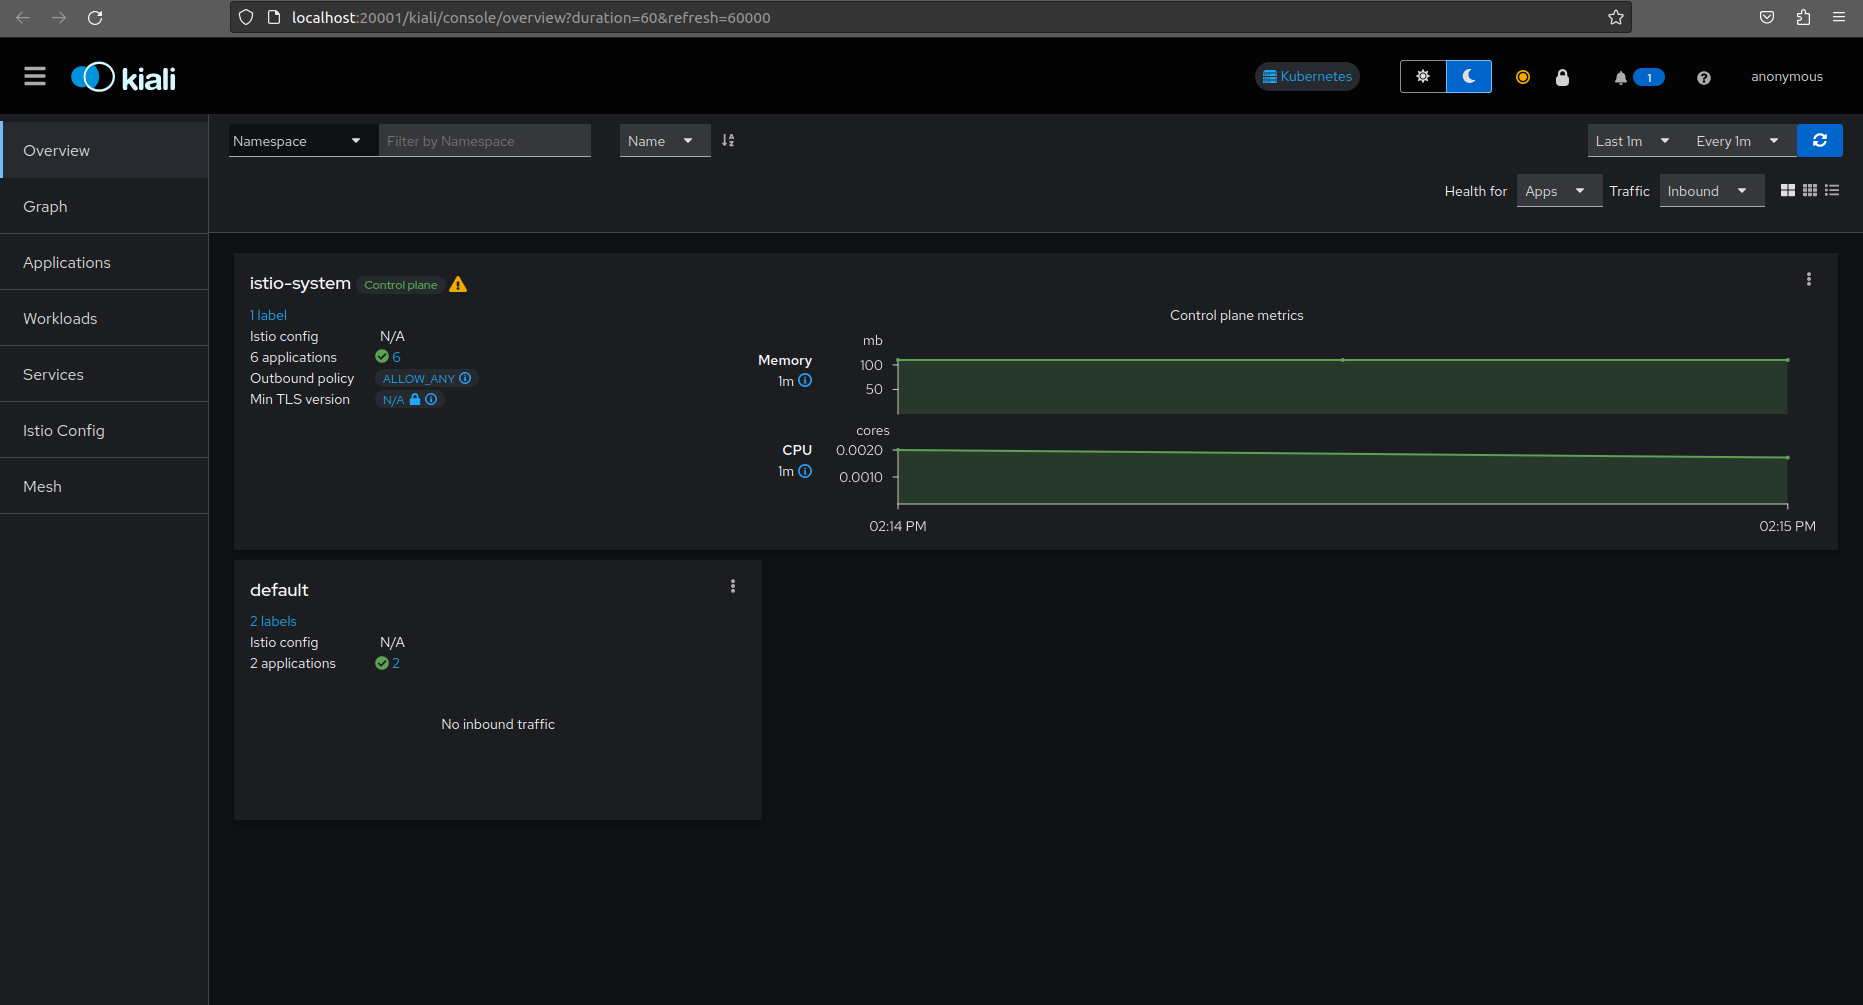 localhost:20001/kiali/console/overview?duration=60&refresh=60000
kiali
Kubernetes
1
anonymous
Overview
Graph
Applications
Workloads
Services
Istio Config
Mesh
Namespace
Filter by Namespace
Name
Last 1m
Every 1m
Health for
Apps
Traffic
Inbound
istio-system
Control plane
1 label
Istio config N/A
6 applications 6
Outbound policy ALLOW_ANY
Min TLS version N/A
Control plane metrics
Memory
1m
mb
100
50
CPU
1m
cores
0.0020
0.0010
02:14 PM
02:15 PM
default
2 labels
Istio config N/A
2 applications 2
No inbound traffic